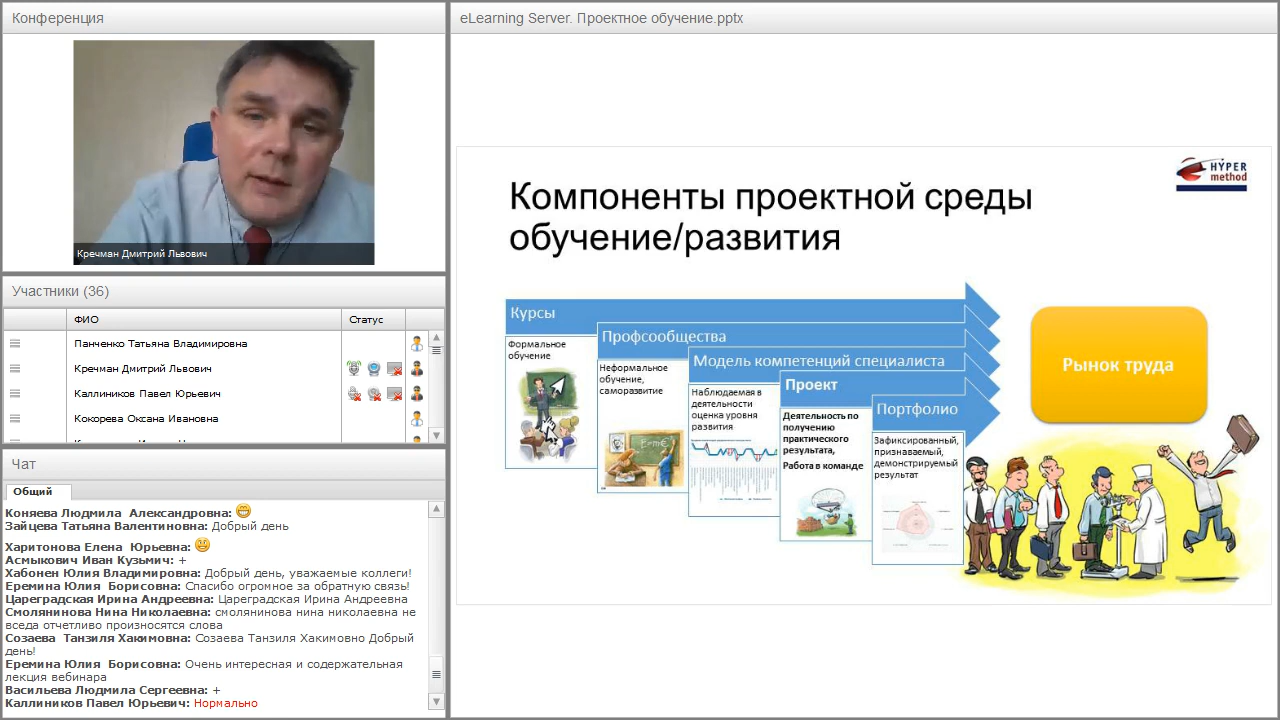 Конференция
Кречман Дмитрий Львович
Участники (36)
ФИО
Статус
Панченко Татьяна Владимировна
Кречман Дмитрий Львович
Каллиников Павел Юрьевич
Кокорева Оксана Ивановна
Чат
Общий
Коняева Людмила Александровна:
Зайцева Татьяна Валентиновна: Добрый день
Харитонова Елена Юрьевна:
Асмыкович Иван Кузьмич: +
Хабонен Юлия Владимировна: Добрый день, уважаемые коллеги!
Еремина Юлия Борисовна: Спасибо огромное за обратную связь!
Цареградская Ирина Андреевна: Цареградская Ирина Андреевна
Смолянинова Нина Николаевна: смолянинова нина николаевна не
вседа отчетливо произносятся слова
Созаева Танзиля Хакимовна: Созаева Танзиля Хакимовно Добрый
день!
Еремина Юлия Борисовна: Очень интересная и содержательная
лекция вебинара
Васильева Людмила Сергеевна: +
Каллиников Павел Юрьевич: Нормально
eLearning Server. Проектное обучение.pptx
HYPER
method
Компоненты проектной среды
обучение/развития
Курсы
Формальное
обучение
Профсообщества
Неформальное
обучение,
саморазвитие
E=mc²
Модель компетенций специалиста
Наблюдаемая в
деятельности
оценка уровня
развития
Проект
Деятельность по
получению
практического
результата,
Работа в команде
Портфолио
Зафиксированный,
признаваемый,
демонстрируемый
результат
Рынок труда